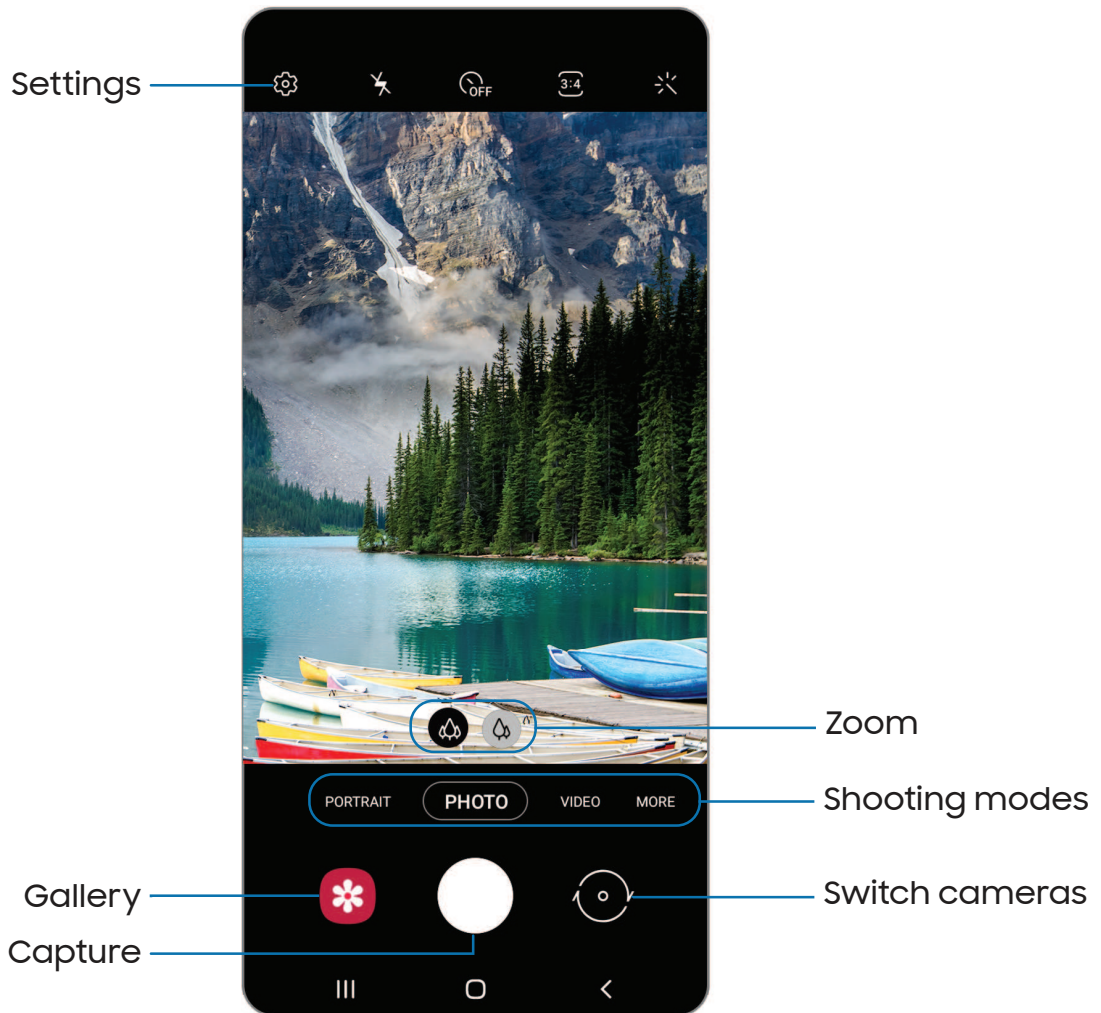 Settings
OFF
3:4
Zoom
PORTRAIT PHOTO VIDEO MORE
Shooting modes
Gallery
Switch cameras
Capture